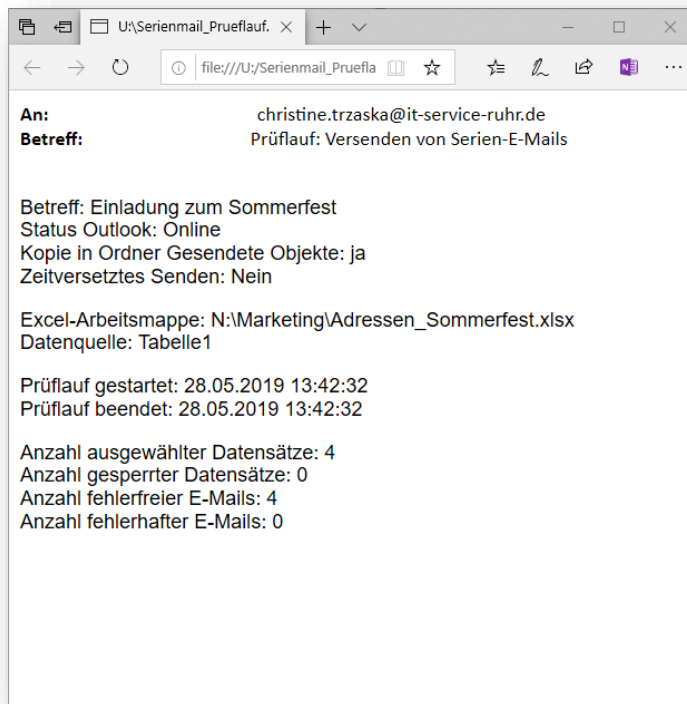 U:\Serienmail_Prueflauf.
file:///U:/Serienmail_Pruefla
An: christine.trzaska@it-service-ruhr.de
Betreff: Prüflauf: Versenden von Serien-E-Mails
Betreff: Einladung zum Sommerfest
Status Outlook: Online
Kopie in Ordner Gesendete Objekte: ja
Zeitversetztes Senden: Nein
Excel-Arbeitsmappe: N:\Marketing\Adressen_Sommerfest.xlsx
Datenquelle: Tabelle1
Prüflauf gestartet: 28.05.2019 13:42:32
Prüflauf beendet: 28.05.2019 13:42:32
Anzahl ausgewählter Datensätze: 4
Anzahl gesperrter Datensätze: 0
Anzahl fehlerfreier E-Mails: 4
Anzahl fehlerhafter E-Mails: 0